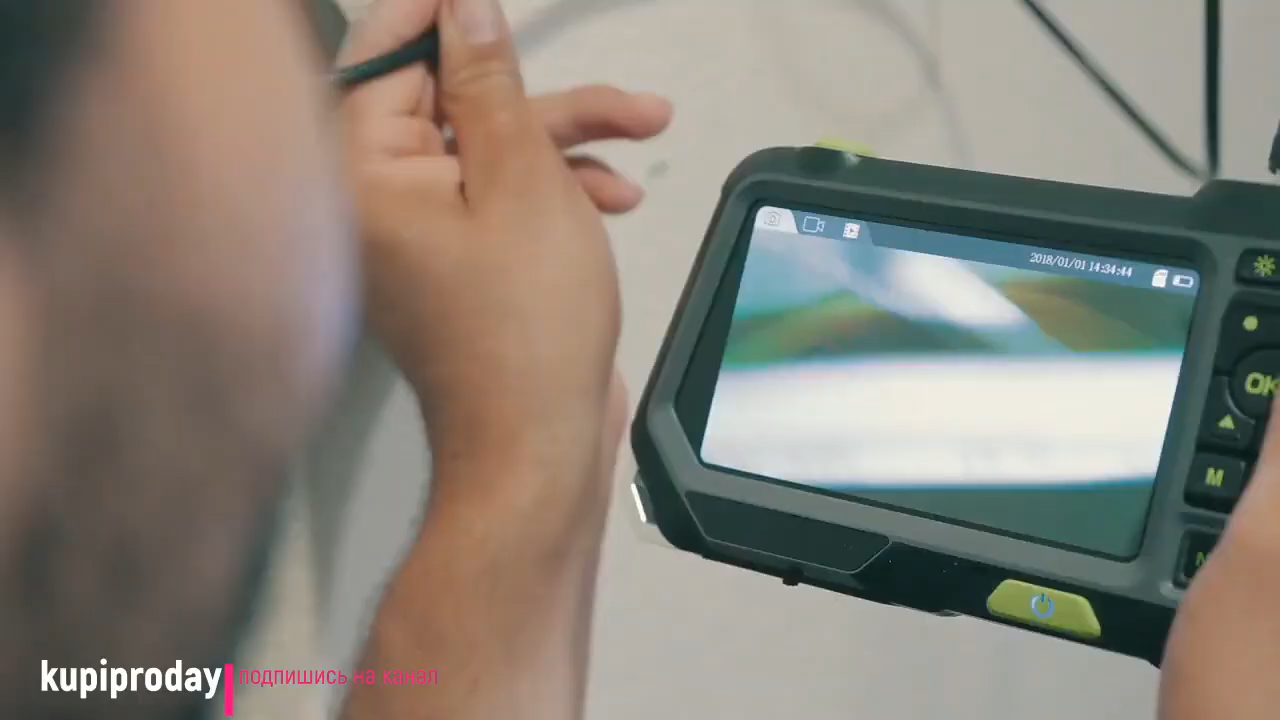 2018/01/01 14:34:44
OK
M
kupiproday
подпишись на канал